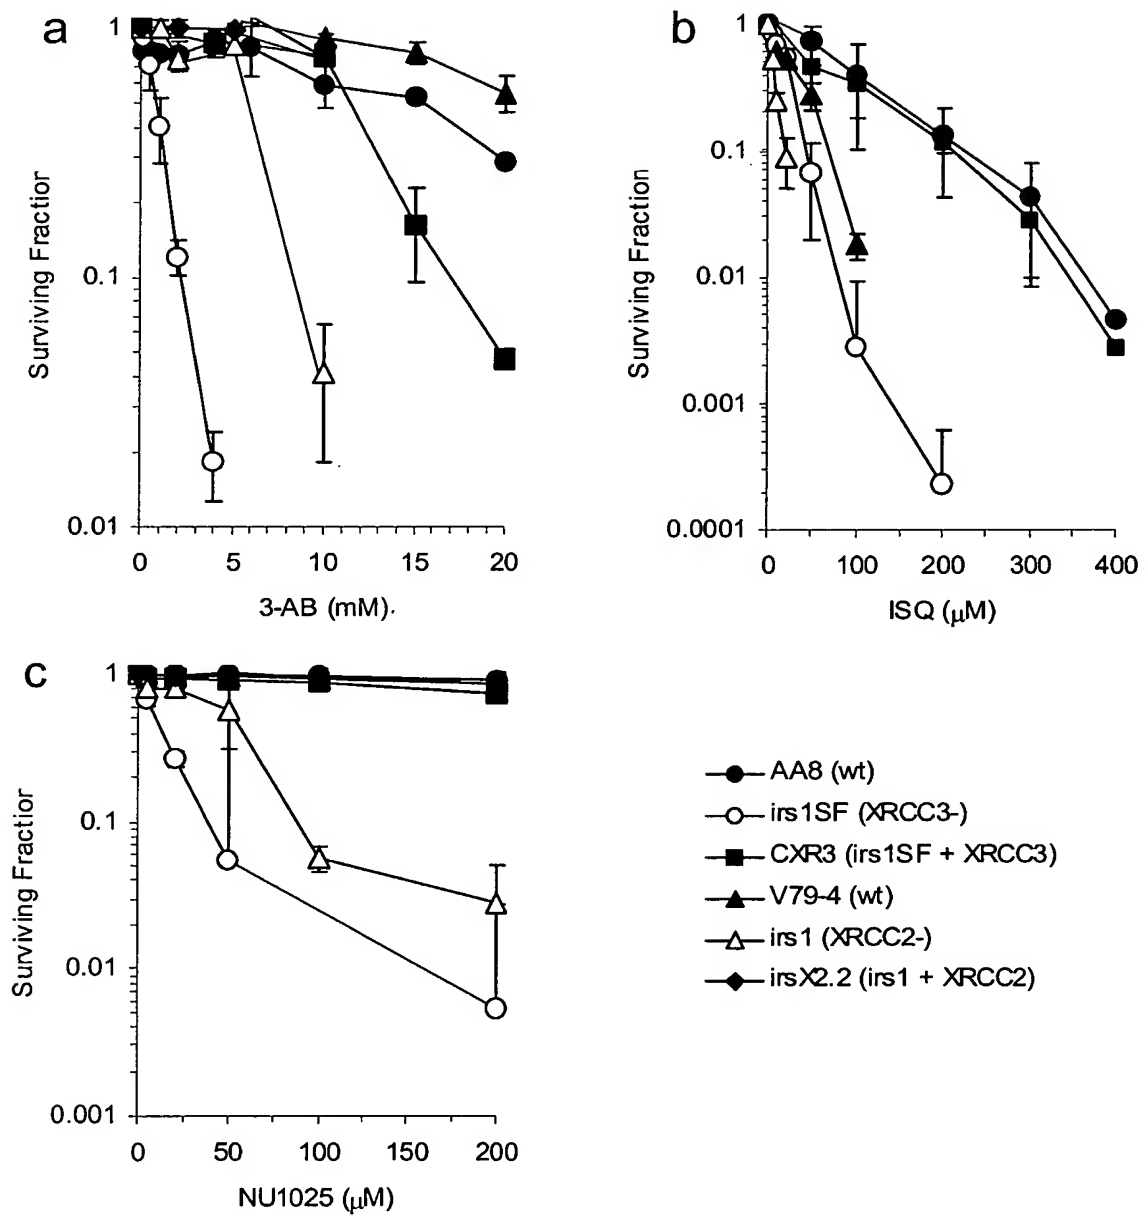 a
1
0.1
0.01
Surviving Fraction
0 5 10 15 20
3-AB (mM).
b
1
0.1
0.01
0.001
0.0001
Surviving Fraction
0 100 200 300 400
ISQ (μM)
c
1
0.1
0.01
0.001
Surviving Fraction
0 50 100 150 200
NU1025 (μM)
AA8 (wt)
irs1SF (XRCC3-)
CXR3 (irs1SF + XRCC3)
V79-4 (wt)
irs1 (XRCC2-)
irsX2.2 (irs1 + XRCC2)